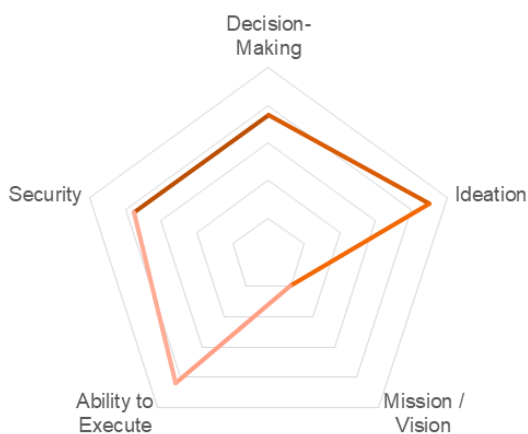 Decision-
Making
Security
Ideation
Ability to
Execute
Mission /
Vision